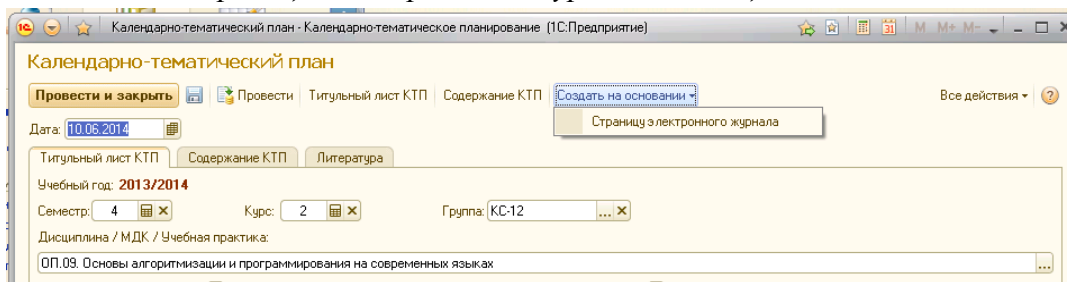 Календарно-тематический план - Календарно-тематическое планирование (1С:Предприятие)
M M+ M-
Календарно-тематический план
Провести и закрыть Провести Титульный лист КТП Содержание КТП Создать на основании Все действия
Страницу электронного журнала
Дата: 10.06.2014
Титульный лист КТП Содержание КТП Литература
Учебный год: 2013/2014
Семестр: 4 Курс: 2 Группа: КС-12 ...
Дисциплина / МДК / Учебная практика:
ОП.09. Основы алгоритмизации и программирования на современных языках ...